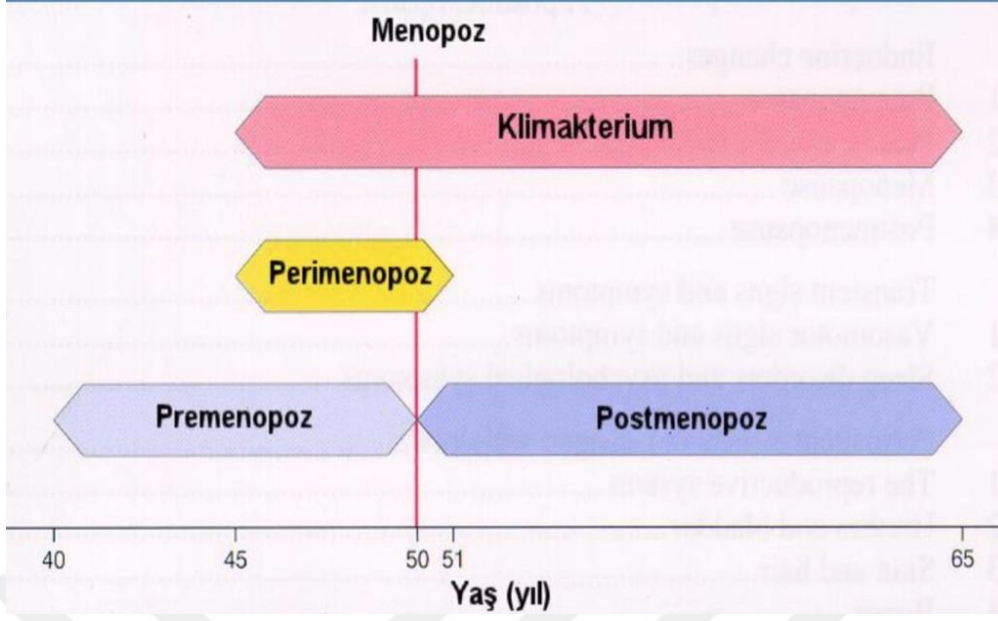 Menopoz
Klimakterium
Perimenopoz
Premenopoz Postmenopoz
40 45 50 51 65
Yaş (yıl)
Endocrine changes
Menopause
Postmenopause
Transient signs and symptoms
Vasomotor signs and symptoms
The reproductive system
Skin and hair